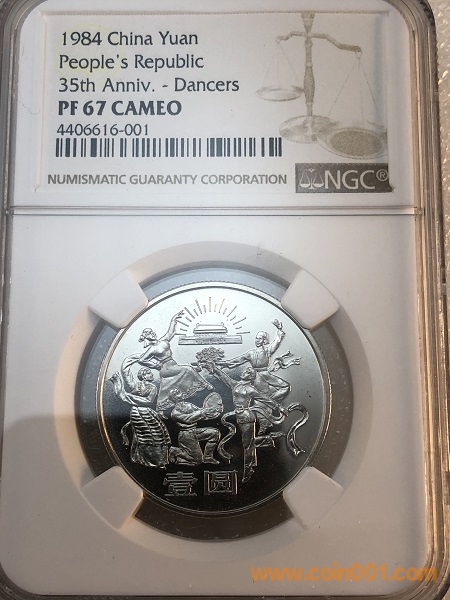 1984 China Yuan
People's Republic
35th Anniv. - Dancers
PF 67 CAMEO
4406616-001
NUMISMATIC GUARANTY CORPORATION
NGC®
壹圆
www.coin001.com